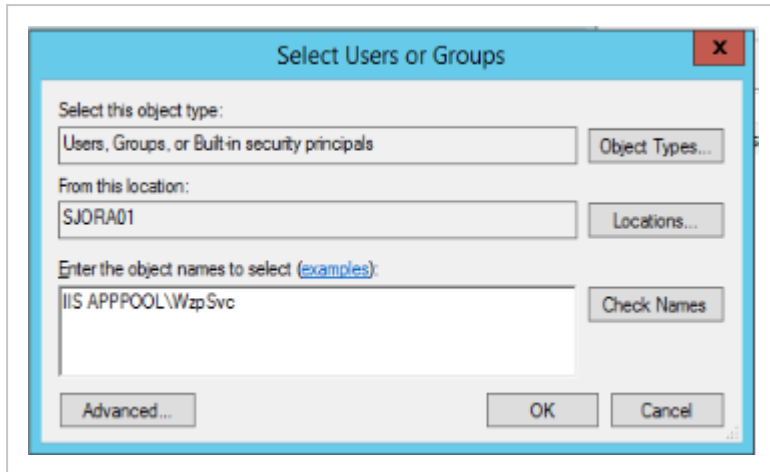 Select Users or Groups
x
Select this object type:
Users, Groups, or Built-in security principals
Object Types...
From this location:
SJORA01
Locations...
Enter the object names to select (examples):
IIS APPPOOL\WzpSvc
Check Names
Advanced...
OK
Cancel